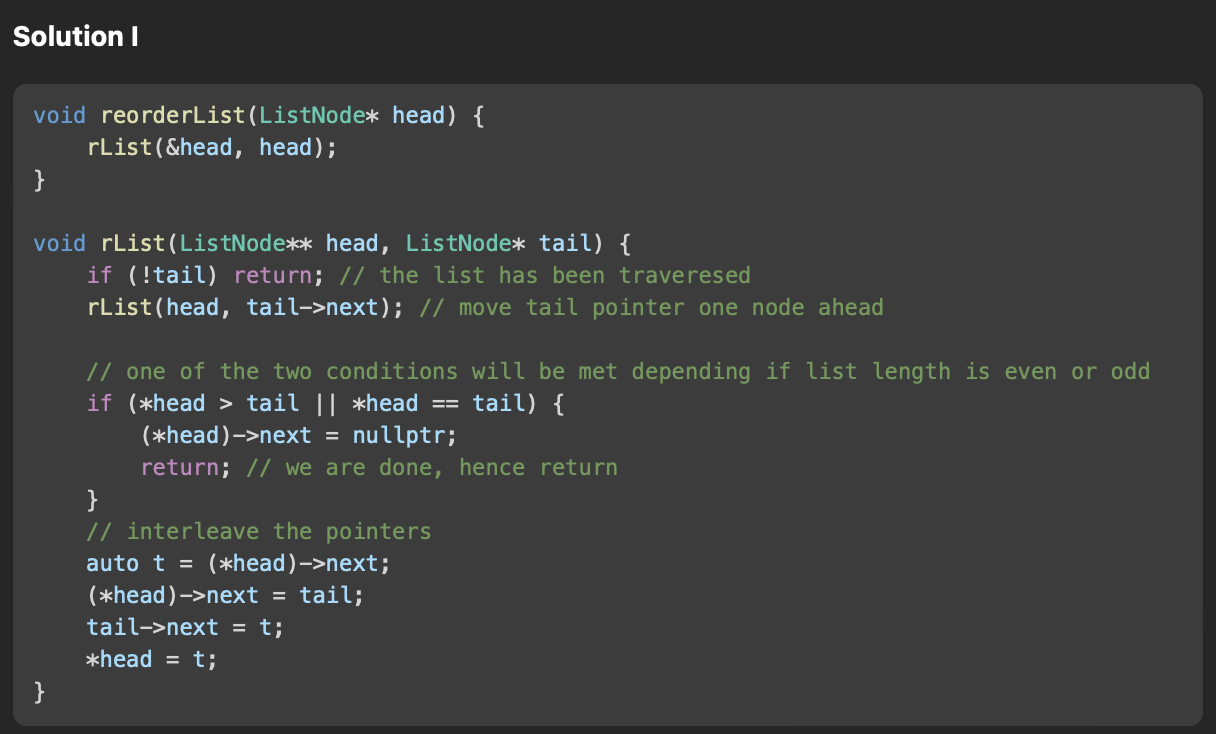 Solution I
void reorderList(ListNode* head) {
    rList(&head, head);
}
void rList(ListNode** head, ListNode* tail) {
    if (!tail) return; // the list has been traveresed
    rList(head, tail->next); // move tail pointer one node ahead
    // one of the two conditions will be met depending if list length is even or odd
    if (*head > tail || *head == tail) {
        (*head)->next = nullptr;
        return; // we are done, hence return
    }
    // interleave the pointers
    auto t = (*head)->next;
    (*head)->next = tail;
    tail->next = t;
    *head = t;
}